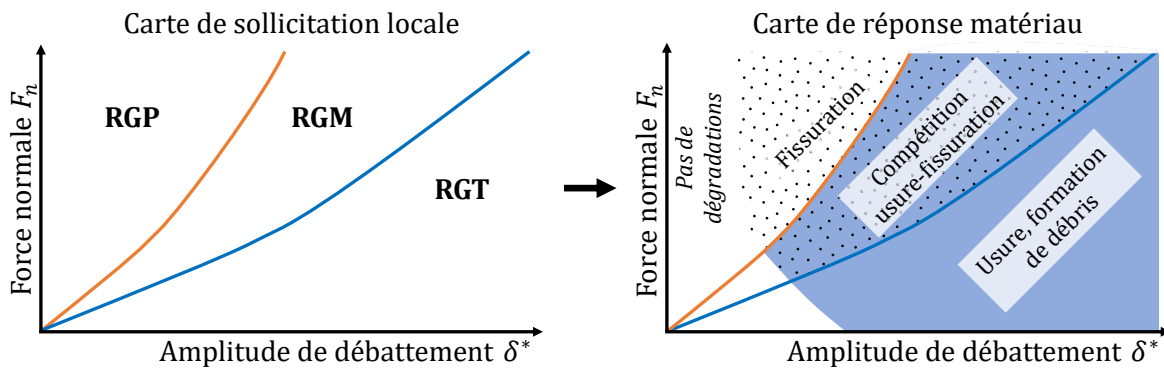 Carte de sollicitation locale
Force normale Fₙ
RGP
RGM
RGT
Amplitude de débattement δ*
Carte de réponse matériau
Force normale Fₙ
Pas de
dégradations
Fissuration
Compétition
usure-fissuration
Usure, formation
de débris
Amplitude de débattement δ*